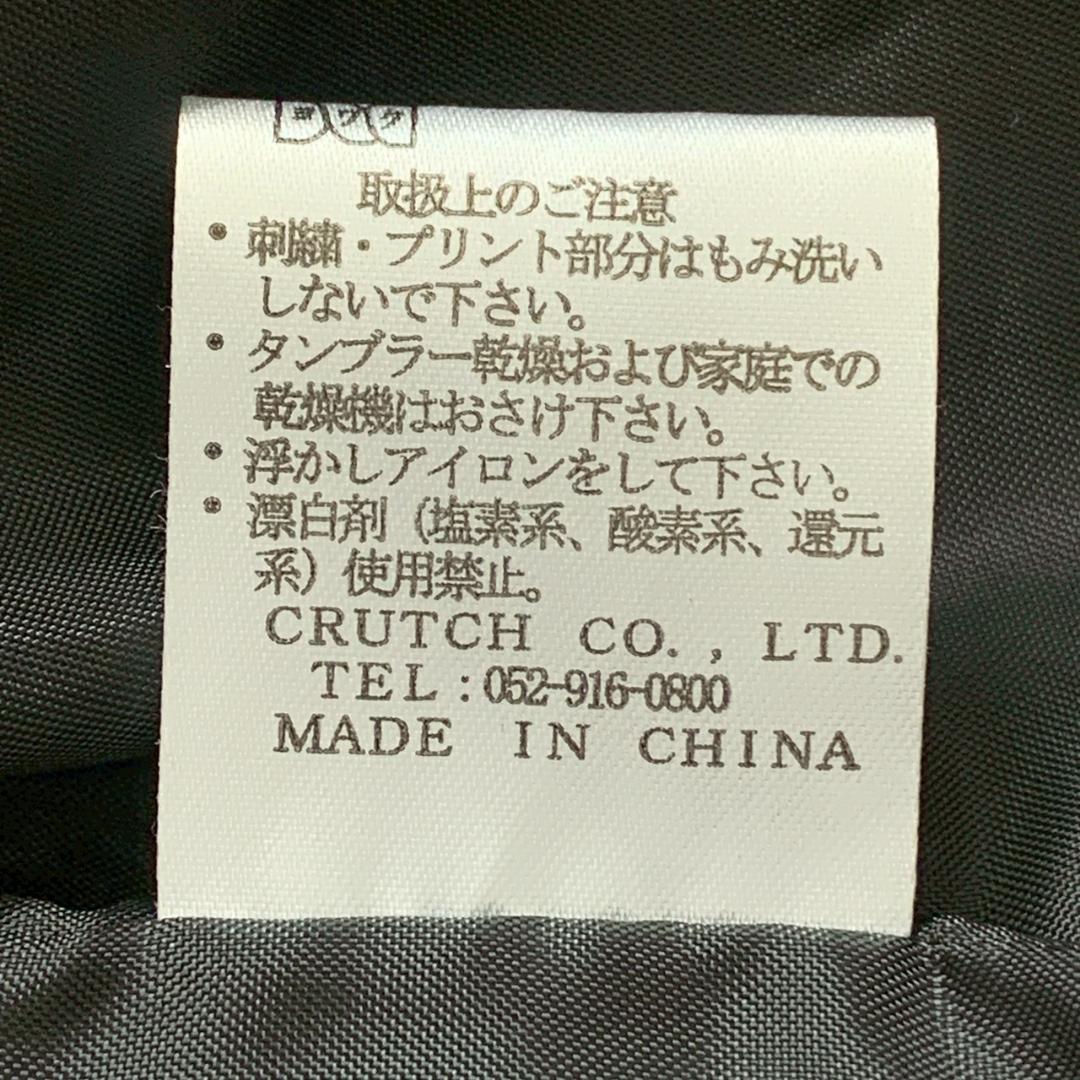 ヨワク
取扱上のご注意
・刺繍・プリント部分はもみ洗い
しないで下さい。
・タンブラー乾燥および家庭での
乾燥機はおさけ下さい。
・浮かしアイロンをして下さい。
・漂白剤（塩素系、酸素系、還元
系）使用禁止。
CRUTCH CO., LTD.
TEL:052-916-0800
MADE IN CHINA